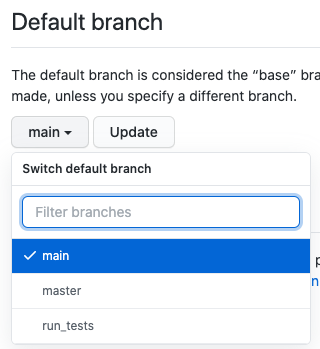 Default branch
The default branch is considered the “base” bra
made, unless you specify a different branch.
main Update
Switch default branch
Filter branches
main
master
run_tests